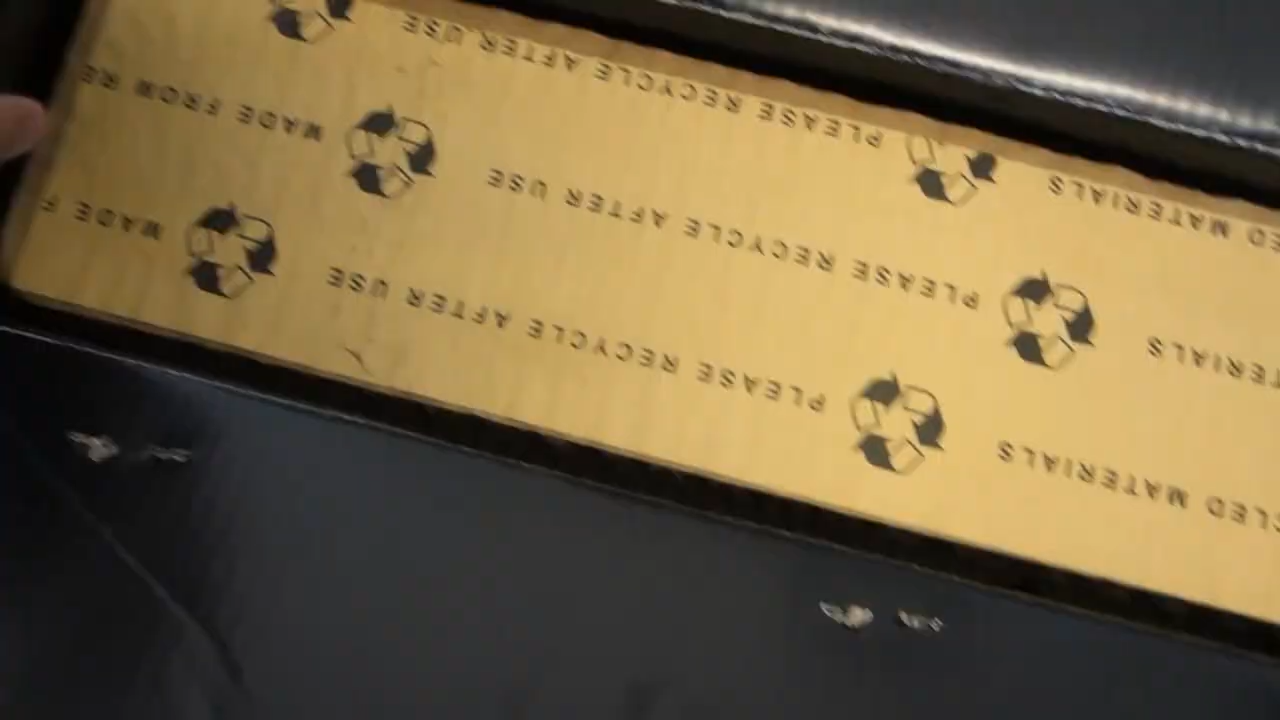 CLED MATERIALS PLEASE RECYCLE AFTER USE MADE F
TERIALS PLEASE RECYCLE AFTER USE MADE FROM RE
ED MATERIALS PLEASE RECYCLE AFTER USE